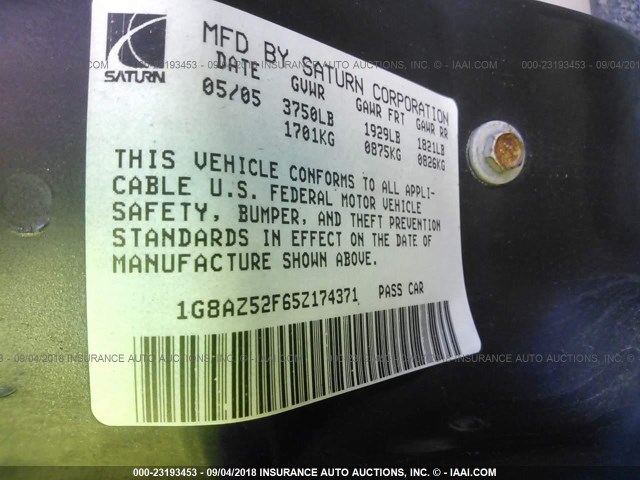 SATURN
MFD BY SATURN CORPORATION
DATE GVWR GAWR FRT GAWR RR
05/05 3750LB 1929LB 1821LB
1701KG 0875KG 0826KG
THIS VEHICLE CONFORMS TO ALL APPLI-
CABLE U.S. FEDERAL MOTOR VEHICLE
SAFETY, BUMPER, AND THEFT PREVENTION
STANDARDS IN EFFECT ON THE DATE OF
MANUFACTURE SHOWN ABOVE.
1G8AZ52F65Z174371 PASS CAR
000-23193453 - 09/04/2018 INSURANCE AUTO AUCTIONS, INC. - © IAAI.COM